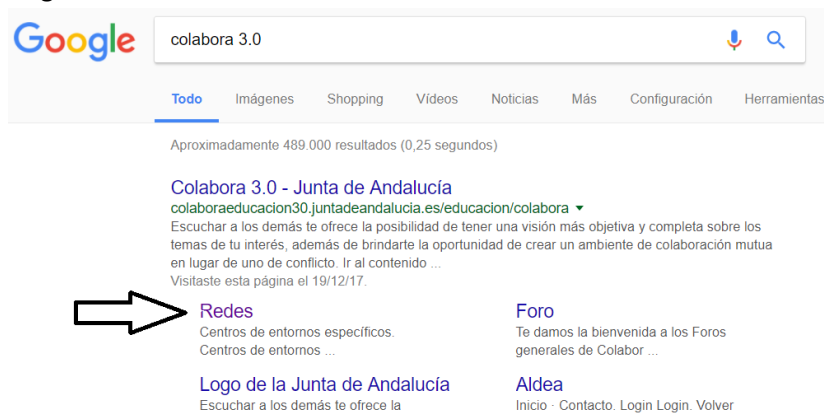 Google
colabora 3.0
Todo Imágenes Shopping Vídeos Noticias Más Configuración Herramientas
Aproximadamente 489.000 resultados (0,25 segundos)
Colabora 3.0 - Junta de Andalucía
colaboraeducacion30.juntadeandalucia.es/educacion/colabora
Escuchar a los demás te ofrece la posibilidad de tener una visión más objetiva y completa sobre los
temas de tu interés, además de brindarte la oportunidad de crear un ambiente de colaboración mutua
en lugar de uno de conflicto. Ir al contenido ...
Visitaste esta página el 19/12/17.
Redes
Centros de entornos específicos.
Centros de entornos ...
Foro
Te damos la bienvenida a los Foros
generales de Colabor ...
Logo de la Junta de Andalucía
Escuchar a los demás te ofrece la
Aldea
Inicio · Contacto. Login Login. Volver